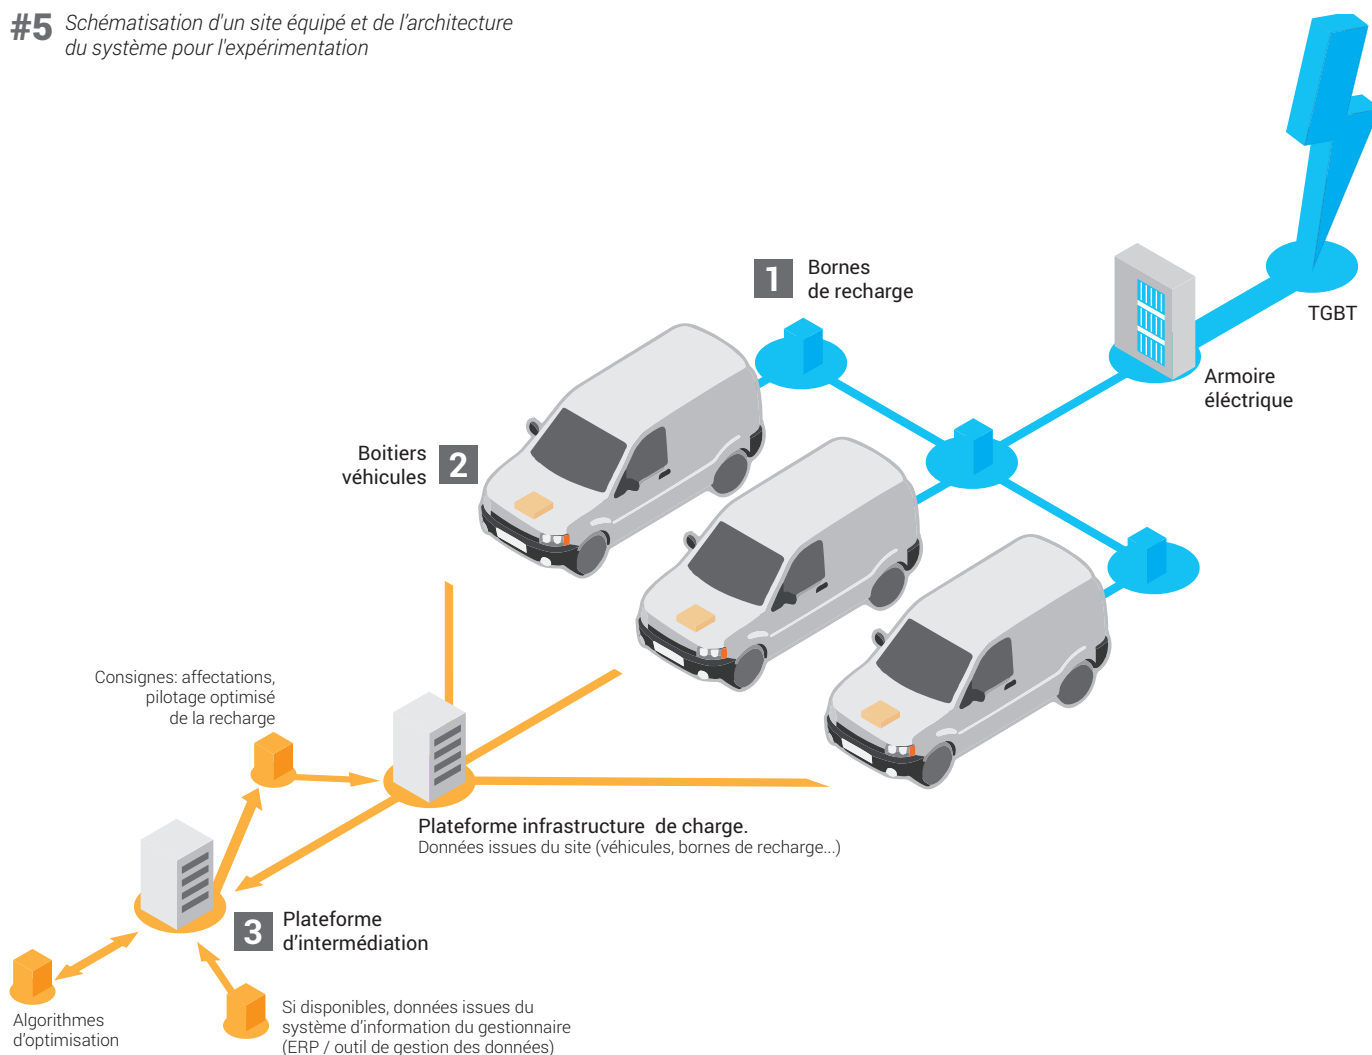 #5 Schématisation d'un site équipé et de l'architecture
du système pour l'expérimentation
1 Bornes
de recharge
TGBT
Armoire
éléctrique
Boitiers
véhicules 2
Consignes: affectations,
pilotage optimisé
de la recharge
Plateforme infrastructure de charge.
Données issues du site (véhicules, bornes de recharge...)
3 Plateforme
d'intermédiation
Algorithmes
d'optimisation
Si disponibles, données issues du
système d'information du gestionnaire
(ERP / outil de gestion des données)